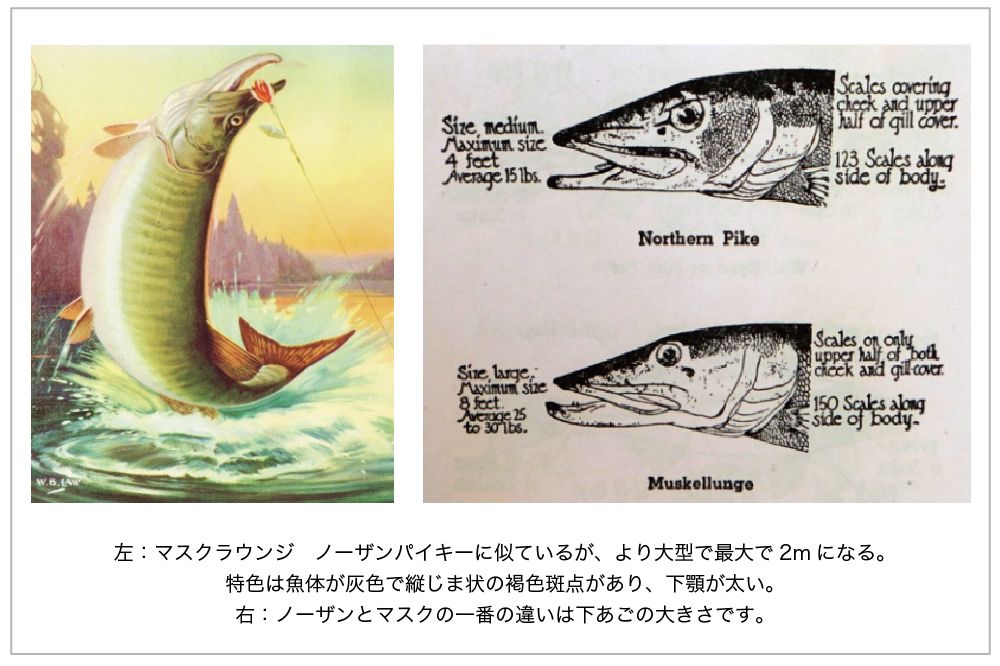 W.B. LAW
Size, medium.
Maximum size
4 feet
Average 15 lbs.
Scales covering
cheek and upper
half of gill cover.
123 Scales along
side of body.
Northern Pike
Size, large.
Maximum size
8 feet.
Average 25
to 30 lbs.
Scales on only
upper half of both
cheek and gill cover.
150 Scales along
side of body.
Muskellunge
左：マスクラウンジ　ノーザンパイキーに似ているが、より大型で最大で2mになる。
特色は魚体が灰色で縦じま状の褐色斑点があり、下顎が太い。
右：ノーザンとマスクの一番の違いは下あごの大きさです。